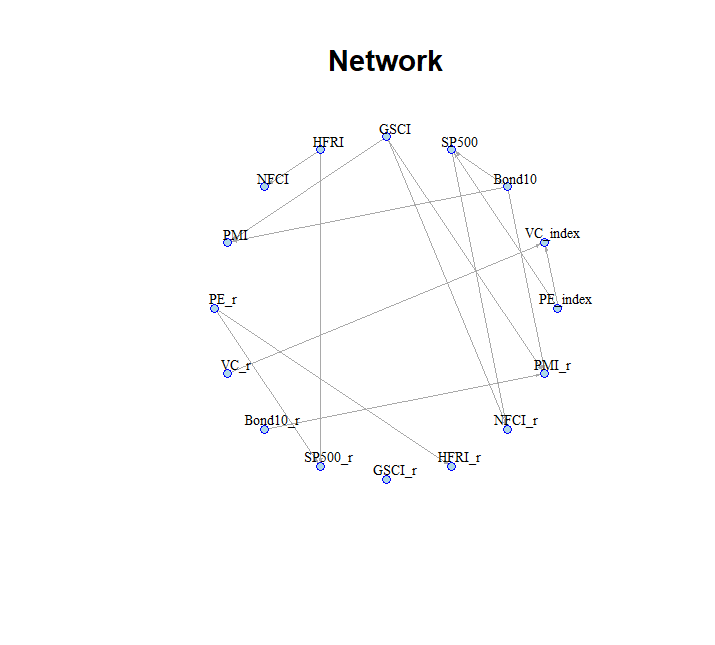 Network
GSCI
HFRI
SP500
NFCI
Bond10
PMI
VC_index
PE_r
PE_index
VC_r
PMI_r
Bond10_r
NFCI_r
SP500_r
HFRI_r
GSCI_r